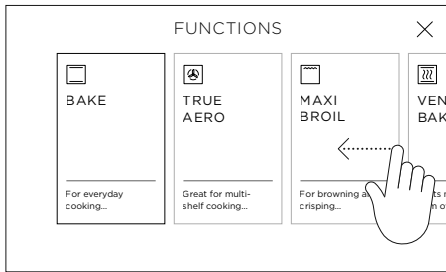 FUNCTIONS
BAKE
For everyday
cooking...
TRUE
AERO
Great for multi-
shelf cooking...
MAXI
BROIL
For browning
crisping...
VEN
BAK